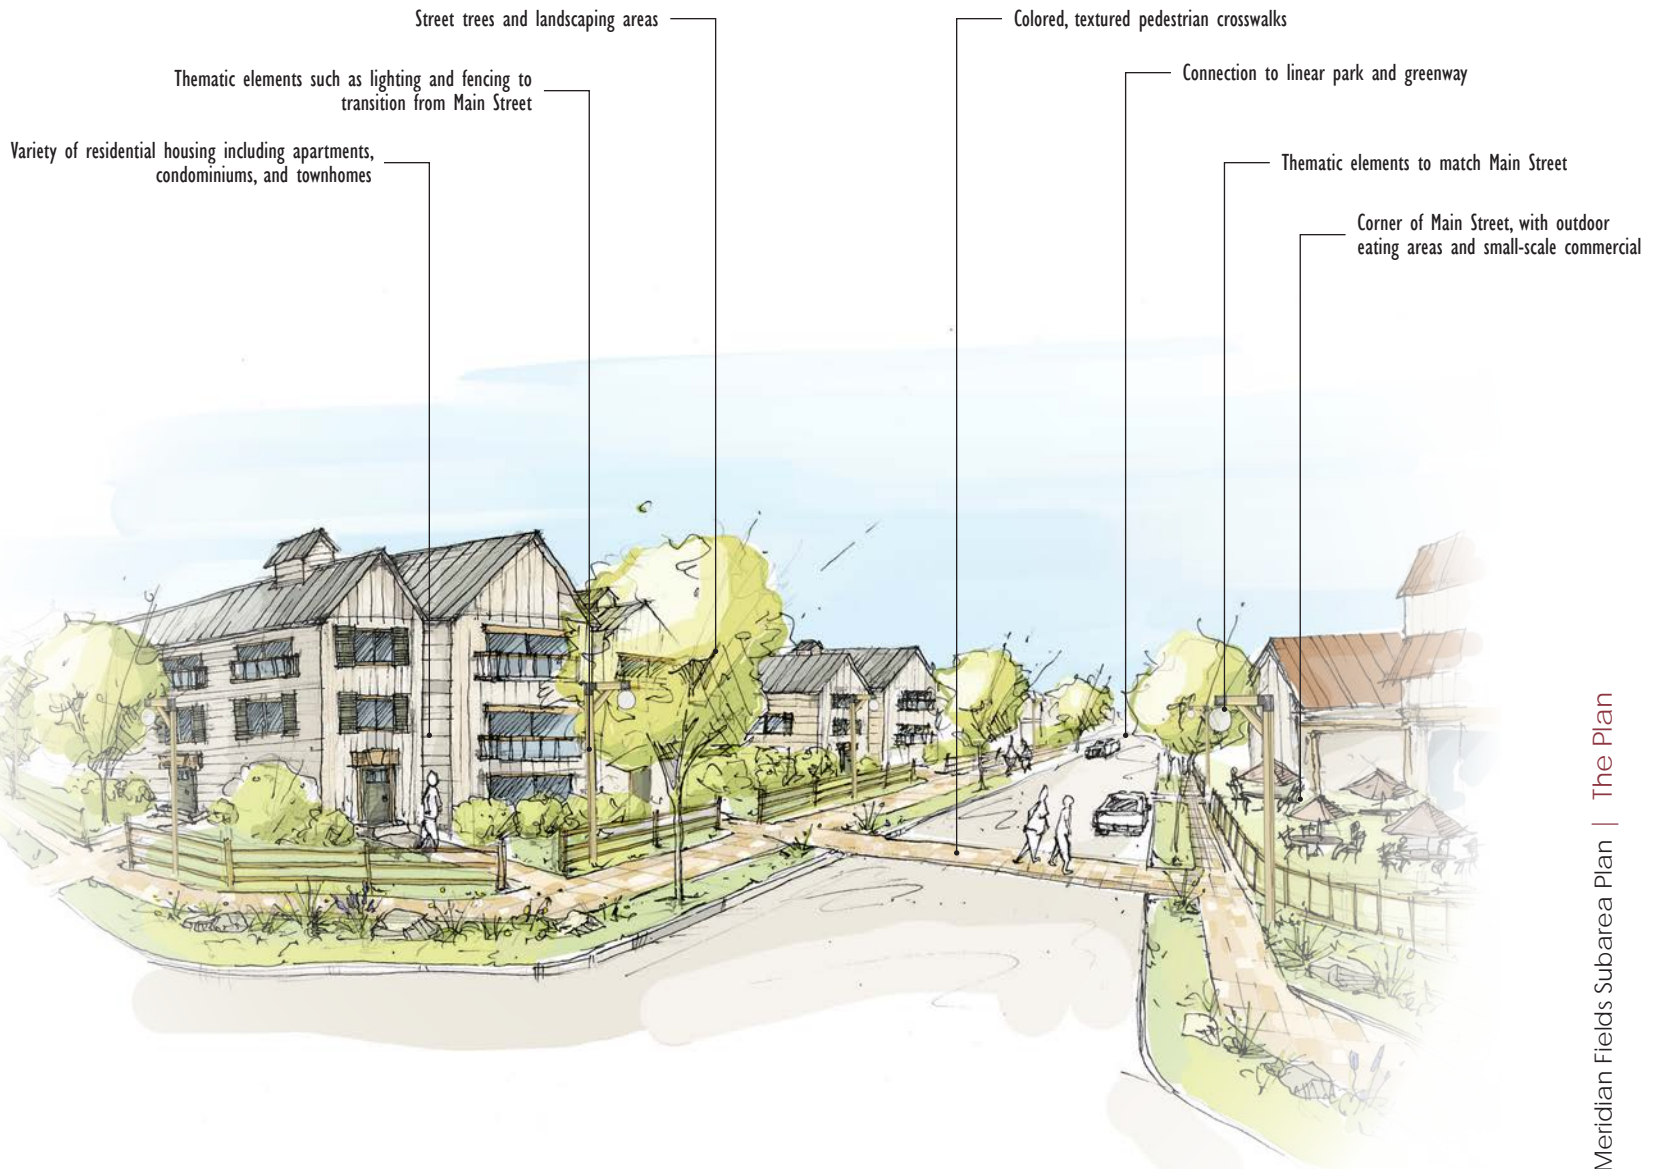 Street trees and landscaping areas
Thematic elements such as lighting and fencing to
transition from Main Street
Variety of residential housing including apartments,
condominiums, and townhomes
Colored, textured pedestrian crosswalks
Connection to linear park and greenway
Thematic elements to match Main Street
Corner of Main Street, with outdoor
eating areas and small-scale commercial
Meridian Fields Subarea Plan | The Plan